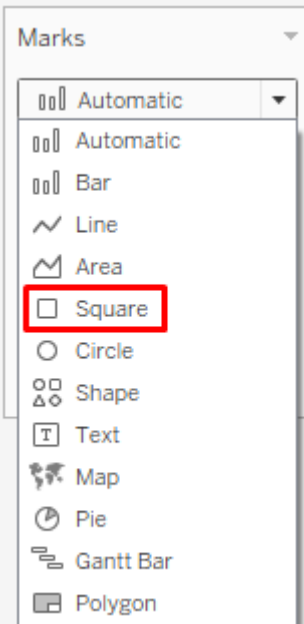 Marks
Automatic
Automatic
Bar
Line
Area
Square
Circle
Shape
Text
Map
Pie
Gantt Bar
Polygon